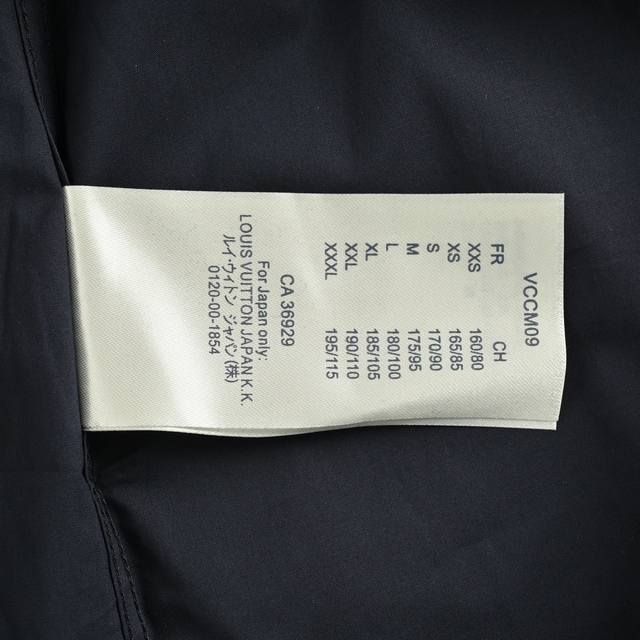 VCCM09
FR CH
XXS 160/80
XS 165/85
S 170/90
M 175/95
L 180/100
XL 185/105
XXL 190/110
XXXL 195/115
CA 36929
For Japan only:
LOUIS VUITTON JAPAN K.K.
ルイ・ヴィトン ジャパン(株)
0120-00-1854